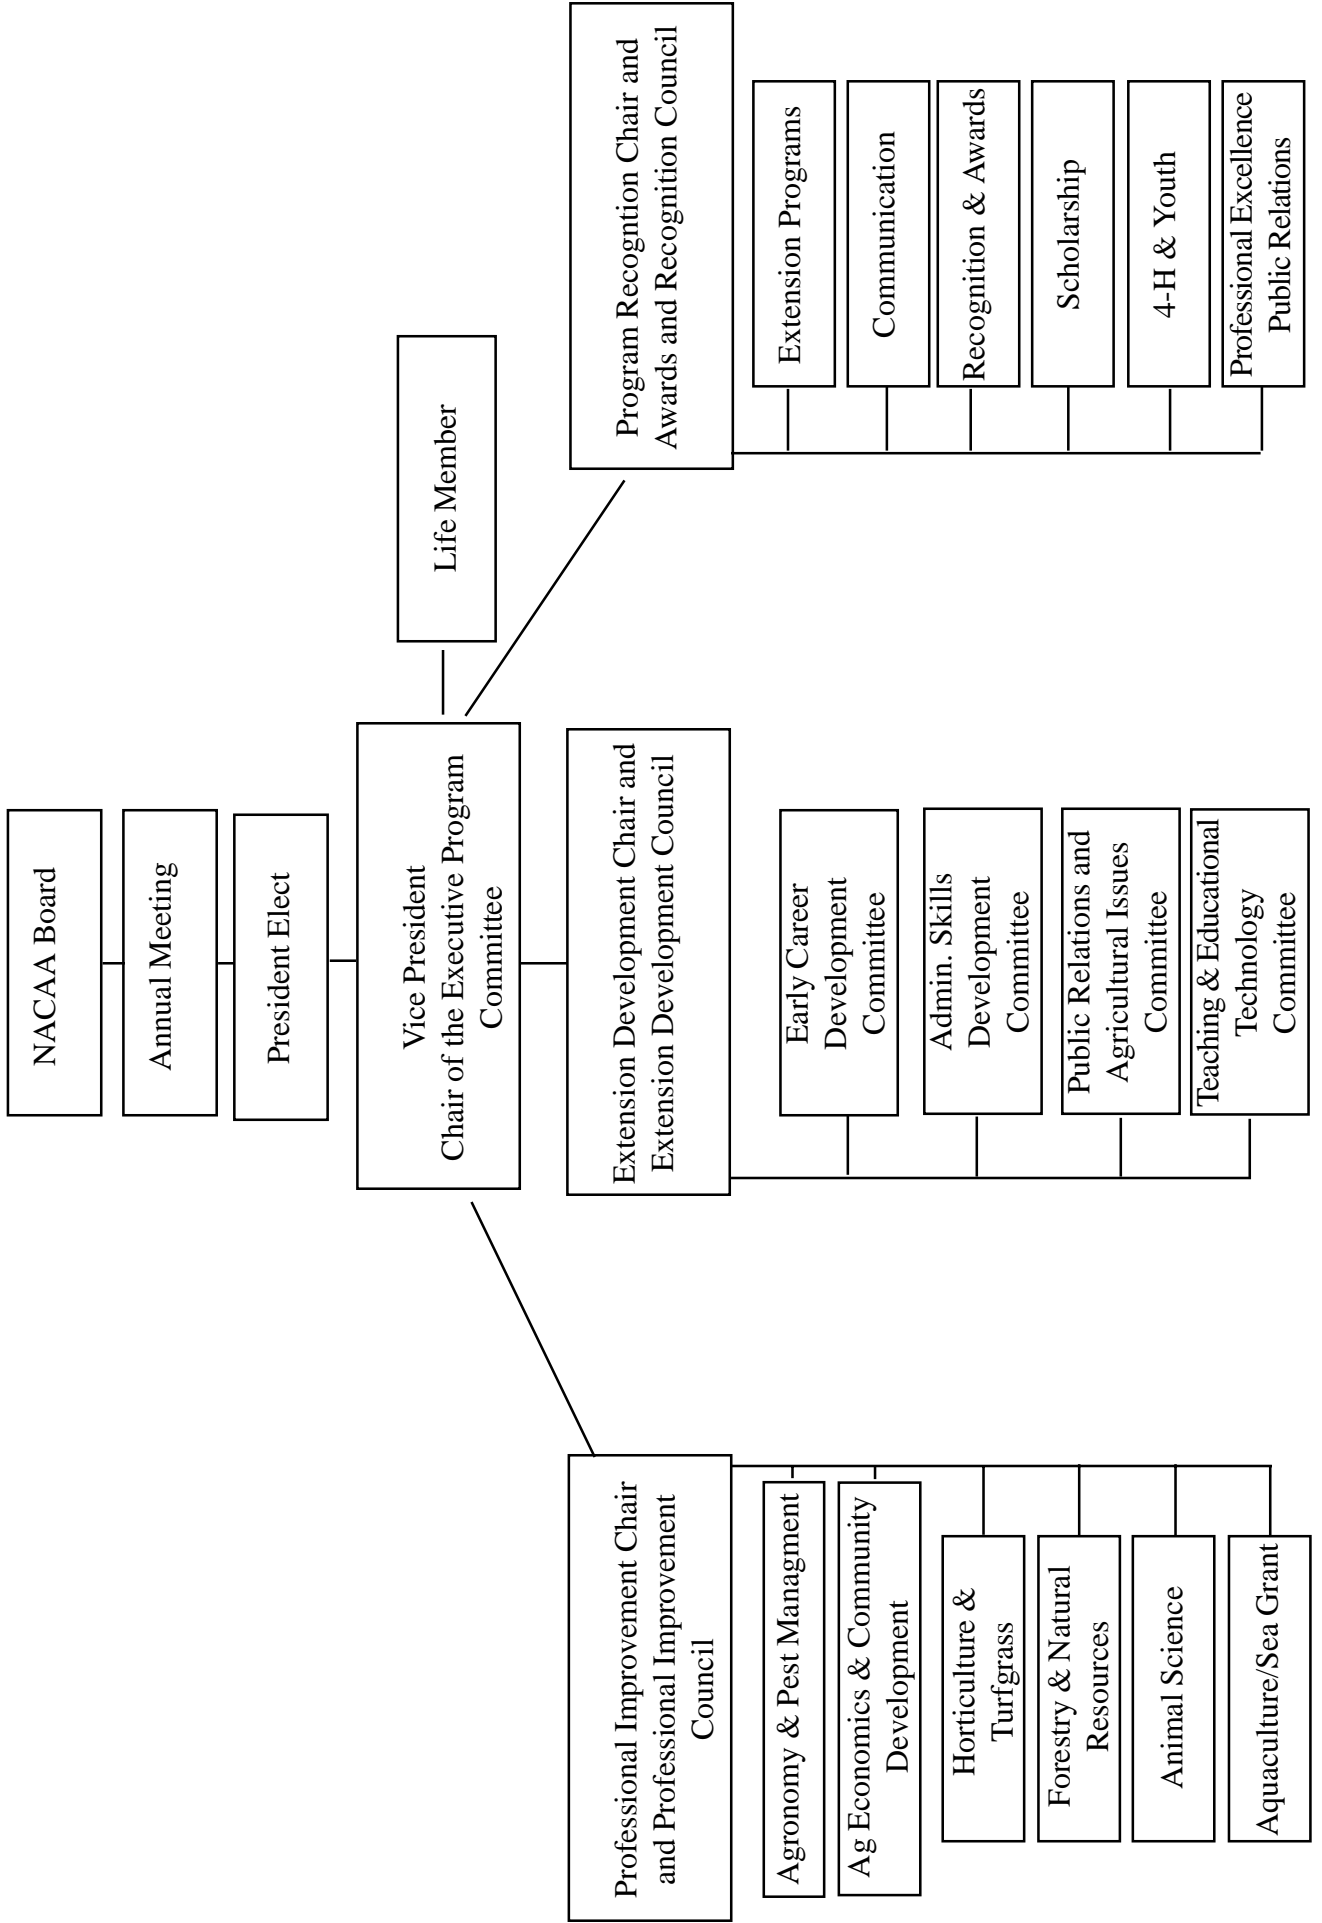 NACAA Board
Annual Meeting
President Elect
Vice President
Chair of the Executive Program
Committee
Life Member
Professional Improvement Chair
and Professional Improvement
Council
Agronomy & Pest Managment
Ag Economics & Community
Development
Horticulture &
Turfgrass
Forestry & Natural
Resources
Animal Science
Aquaculture/Sea Grant
Extension Development Chair and
Extension Development Council
Early Career
Development
Committee
Admin. Skills
Development
Committee
Public Relations and
Agricultural Issues
Committee
Teaching & Educational
Technology
Committee
Program Recogntion Chair and
Awards and Recognition Council
Extension Programs
Communication
Recognition & Awards
Scholarship
4-H & Youth
Professional Excellence
Public Relations